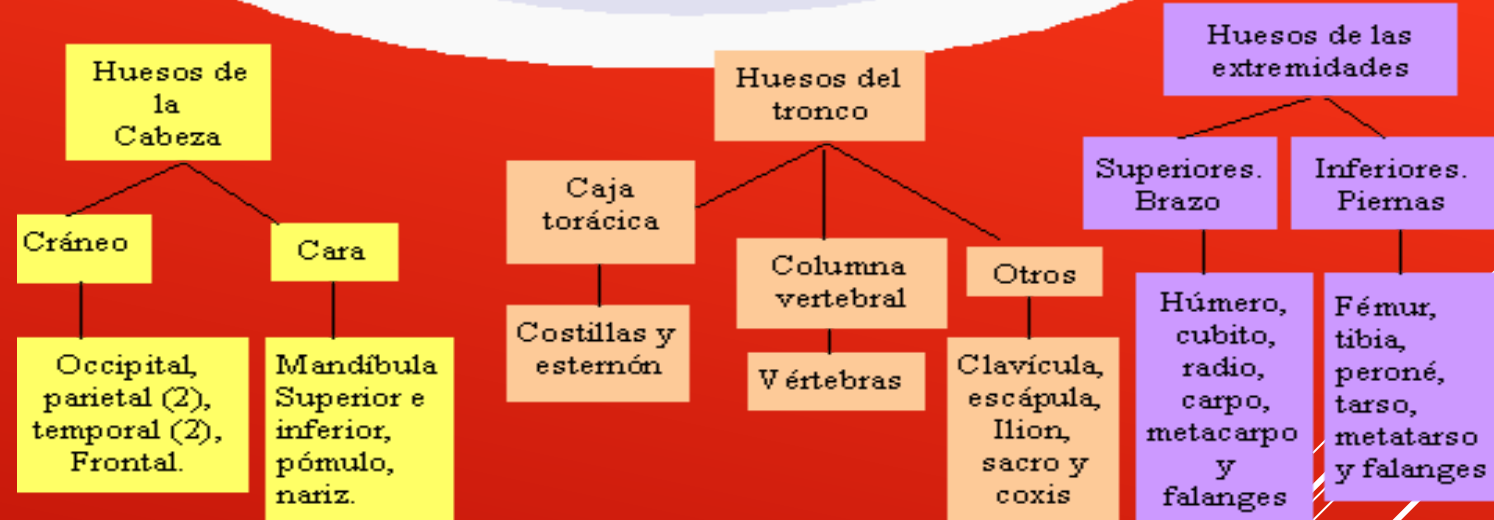 Huesos de
la
Cabeza
Cráneo
Occipital,
parietal (2),
temporal (2),
Frontal.
Cara
Mandíbula
Superior e
inferior,
pómulo,
nariz.
Huesos del
tronco
Caja
torácica
Costillas y
esternón
Columna
vertebral
Vértebras
Otros
Clavícula,
escápula,
Ilion,
sacro y
coxis
Huesos de las
extremidades
Superiores.
Brazo
Húmero,
cubito,
radio,
carpo,
metacarpo
y
falanges
Inferiores.
Piernas
Fémur,
tibia,
peroné,
tarso,
metatarso
y falanges